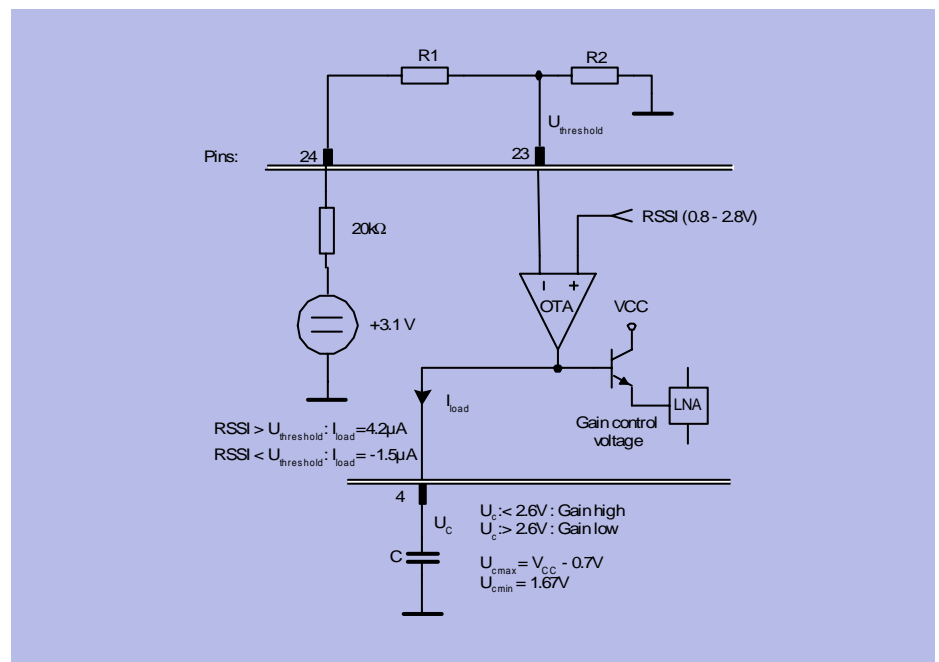 R1
R2
Uthreshold
Pins:
24
23
20kΩ
RSSI (0.8 - 2.8V)
OTA
VCC
+3.1 V
Iload
LNA
Gain control
voltage
RSSI > Uthreshold: Iload=4.2µA
RSSI < Uthreshold: Iload= -1.5µA
4
UC
C
Uc:< 2.6V : Gain high
Uc:> 2.6V : Gain low
Ucmax= VCC - 0.7V
Ucmin = 1.67V